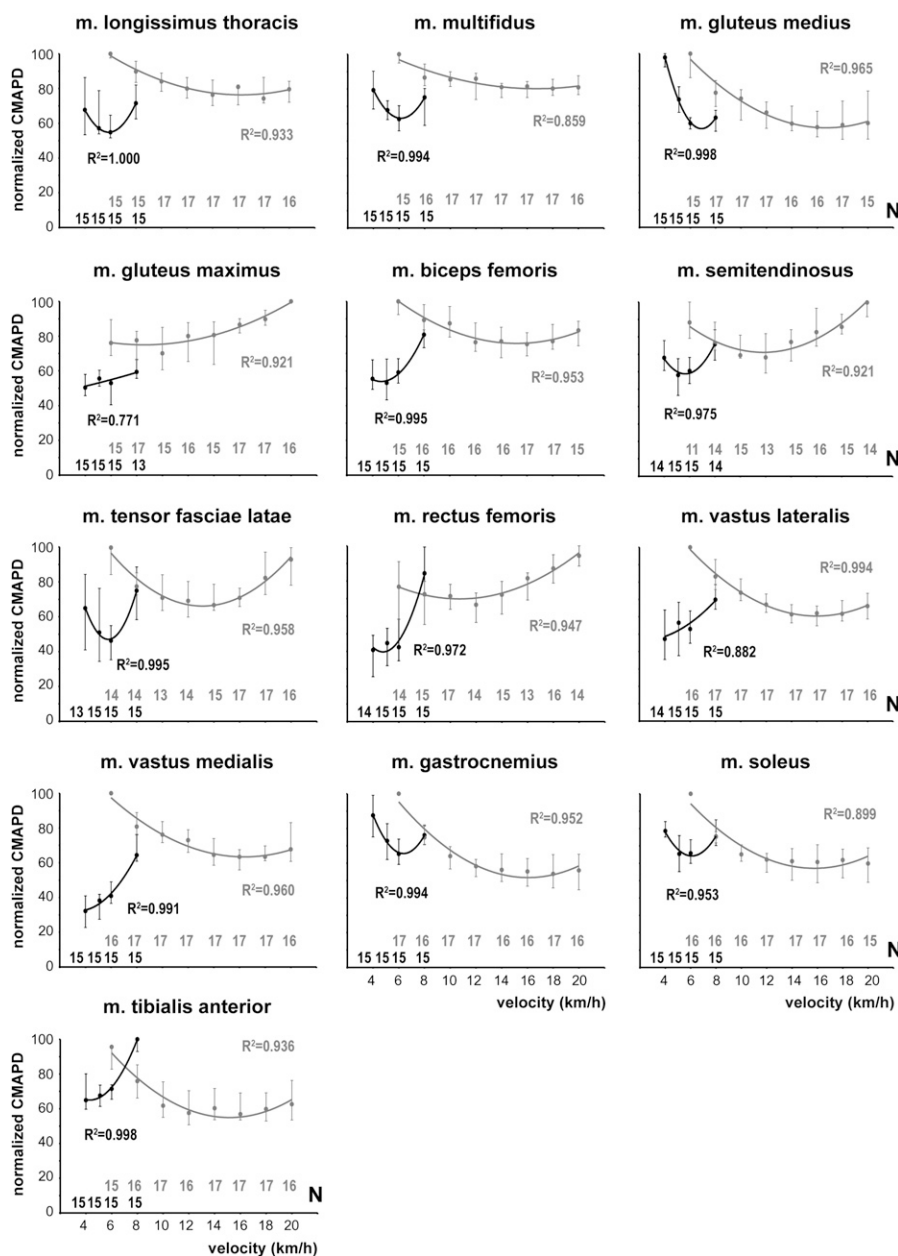 m. longissimus thoracis
m. multifidus
m. gluteus medius
normalized CMAPD
100
80
60
40
20
0
R²=0.933
R²=1.000
15 15 17 17 17 17 17 16
15 15 15 15
R²=0.859
R²=0.994
15 16 17 17 17 17 17 16
15 15 15 15
R²=0.965
R²=0.998
15 17 17 17 16 17 17 15
15 15 15 15
N
m. gluteus maximus
m. biceps femoris
m. semitendinosus
normalized CMAPD
100
80
60
40
20
0
R²=0.921
R²=0.771
15 17 15 16 15 17 17 16
15 15 15 13
R²=0.953
R²=0.995
15 16 17 16 16 17 17 16
15 15 15 15
R²=0.921
R²=0.975
11 14 15 13 15 16 15 14
14 15 15 14
N
m. tensor fasciae latae
m. rectus femoris
m. vastus lateralis
normalized CMAPD
100
80
60
40
20
0
R²=0.958
R²=0.995
14 14 13 14 15 17 17 16
13 15 15 15
R²=0.947
R²=0.972
14 15 14 14 15 13 16 14
14 15 15 15
R²=0.994
R²=0.882
16 17 17 17 16 17 17 16
14 15 15 15
N
m. vastus medialis
m. gastrocnemius
m. soleus
normalized CMAPD
100
80
60
40
20
0
R²=0.960
R²=0.991
16 17 17 17 17 17 17 16
15 15 15 15
R²=0.952
R²=0.994
17 16 17 17 16 16 17 16
15 15 15 15
4 6 8 10 12 14 16 18 20
velocity (km/h)
R²=0.899
R²=0.953
16 16 16 17 17 17 16 15
15 15 15 15
N
4 6 8 10 12 14 16 18 20
velocity (km/h)
m. tibialis anterior
normalized CMAPD
100
80
60
40
20
0
R²=0.936
R²=0.998
15 16 17 16 17 17 17 16
15 15 15 15
N
4 6 8 10 12 14 16 18 20
velocity (km/h)